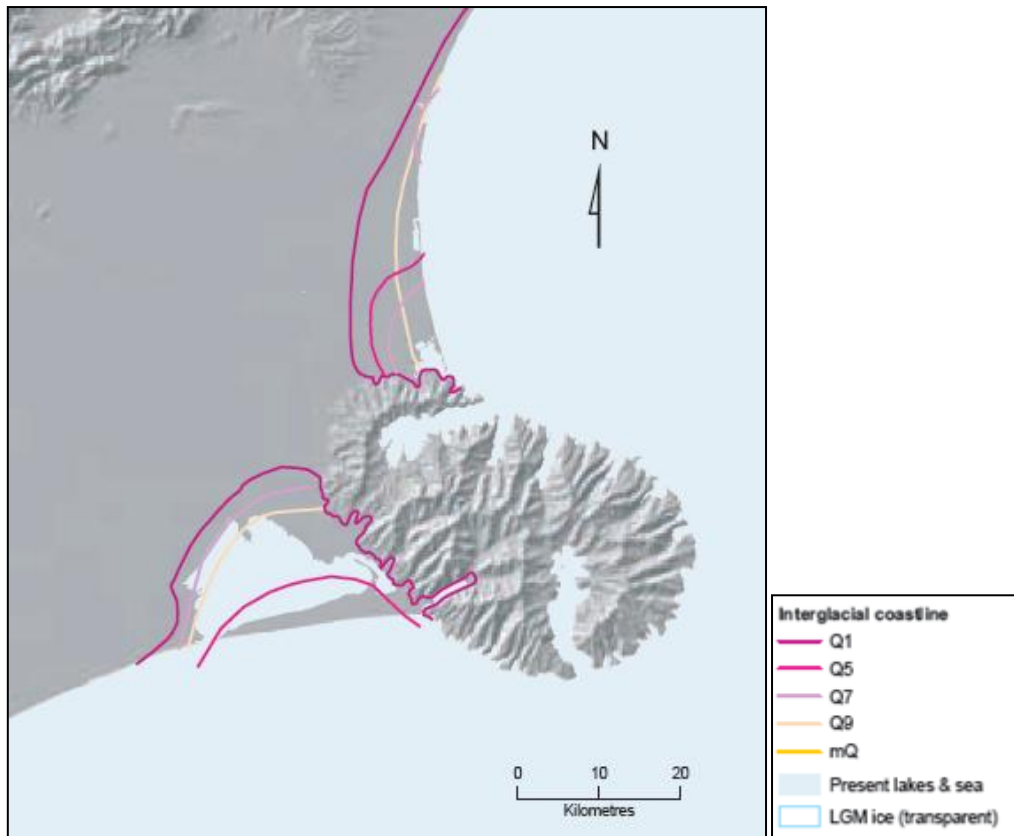 N
0 10 20
Kilometres
Interglacial coastline
Q1
Q5
Q7
Q9
mQ
Present lakes & sea
LGM ice (transparent)